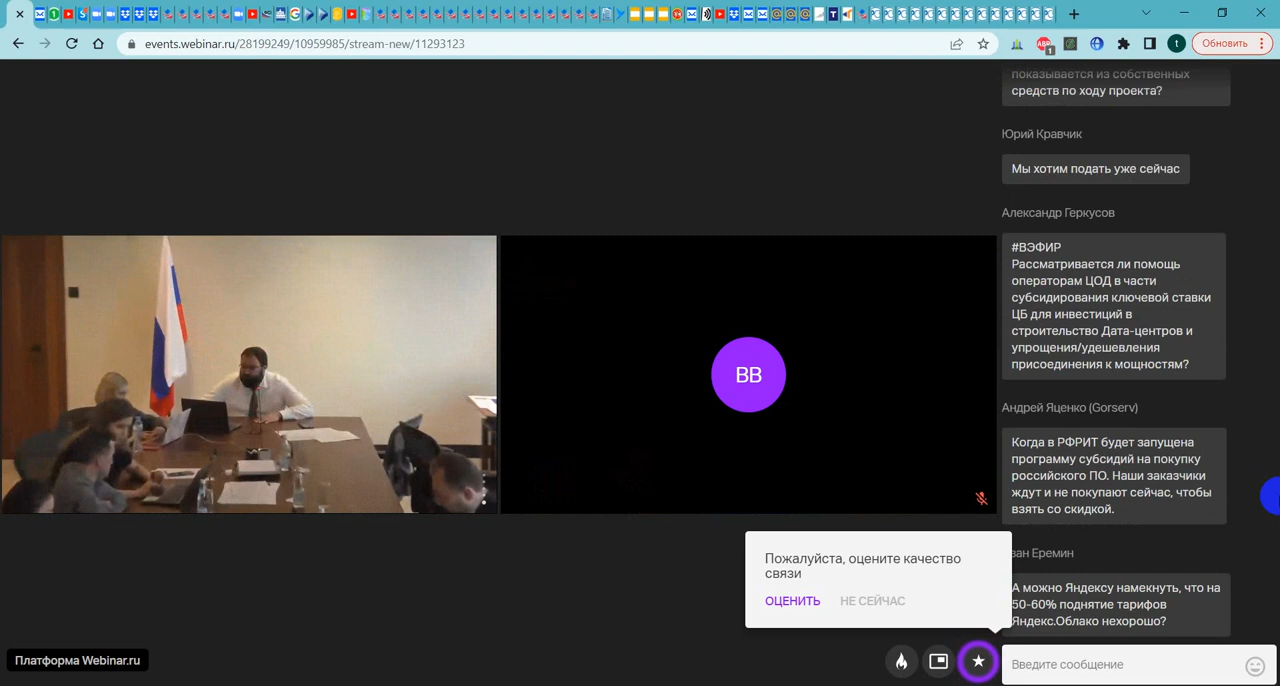 events.webinar.ru/28199249/10959985/stream-new/11293123
ABP
1
t
Обновить
показывается из собственных
средств по ходу проекта?
Юрий Кравчик
Мы хотим подать уже сейчас
Александр Геркусов
#ВЭФИР
Рассматривается ли помощь
операторам ЦОД в части
субсидирования ключевой ставки
ЦБ для инвестиций в
строительство Дата-центров и
упрощения/удешевления
присоединения к мощностям?
Андрей Яценко (Gorserv)
Когда в РФРИТ будет запущена
программу субсидий на покупку
российского ПО. Наши заказчики
ждут и не покупают сейчас, чтобы
взять со скидкой.
ван Еремин
А можно Яндексу намекнуть, что на
50-60% поднятие тарифов
Яндекс.Облако нехорошо?
BB
Пожалуйста, оцените качество
связи
ОЦЕНИТЬ НЕ СЕЙЧАС
Платформа Webinar.ru
Введите сообщение